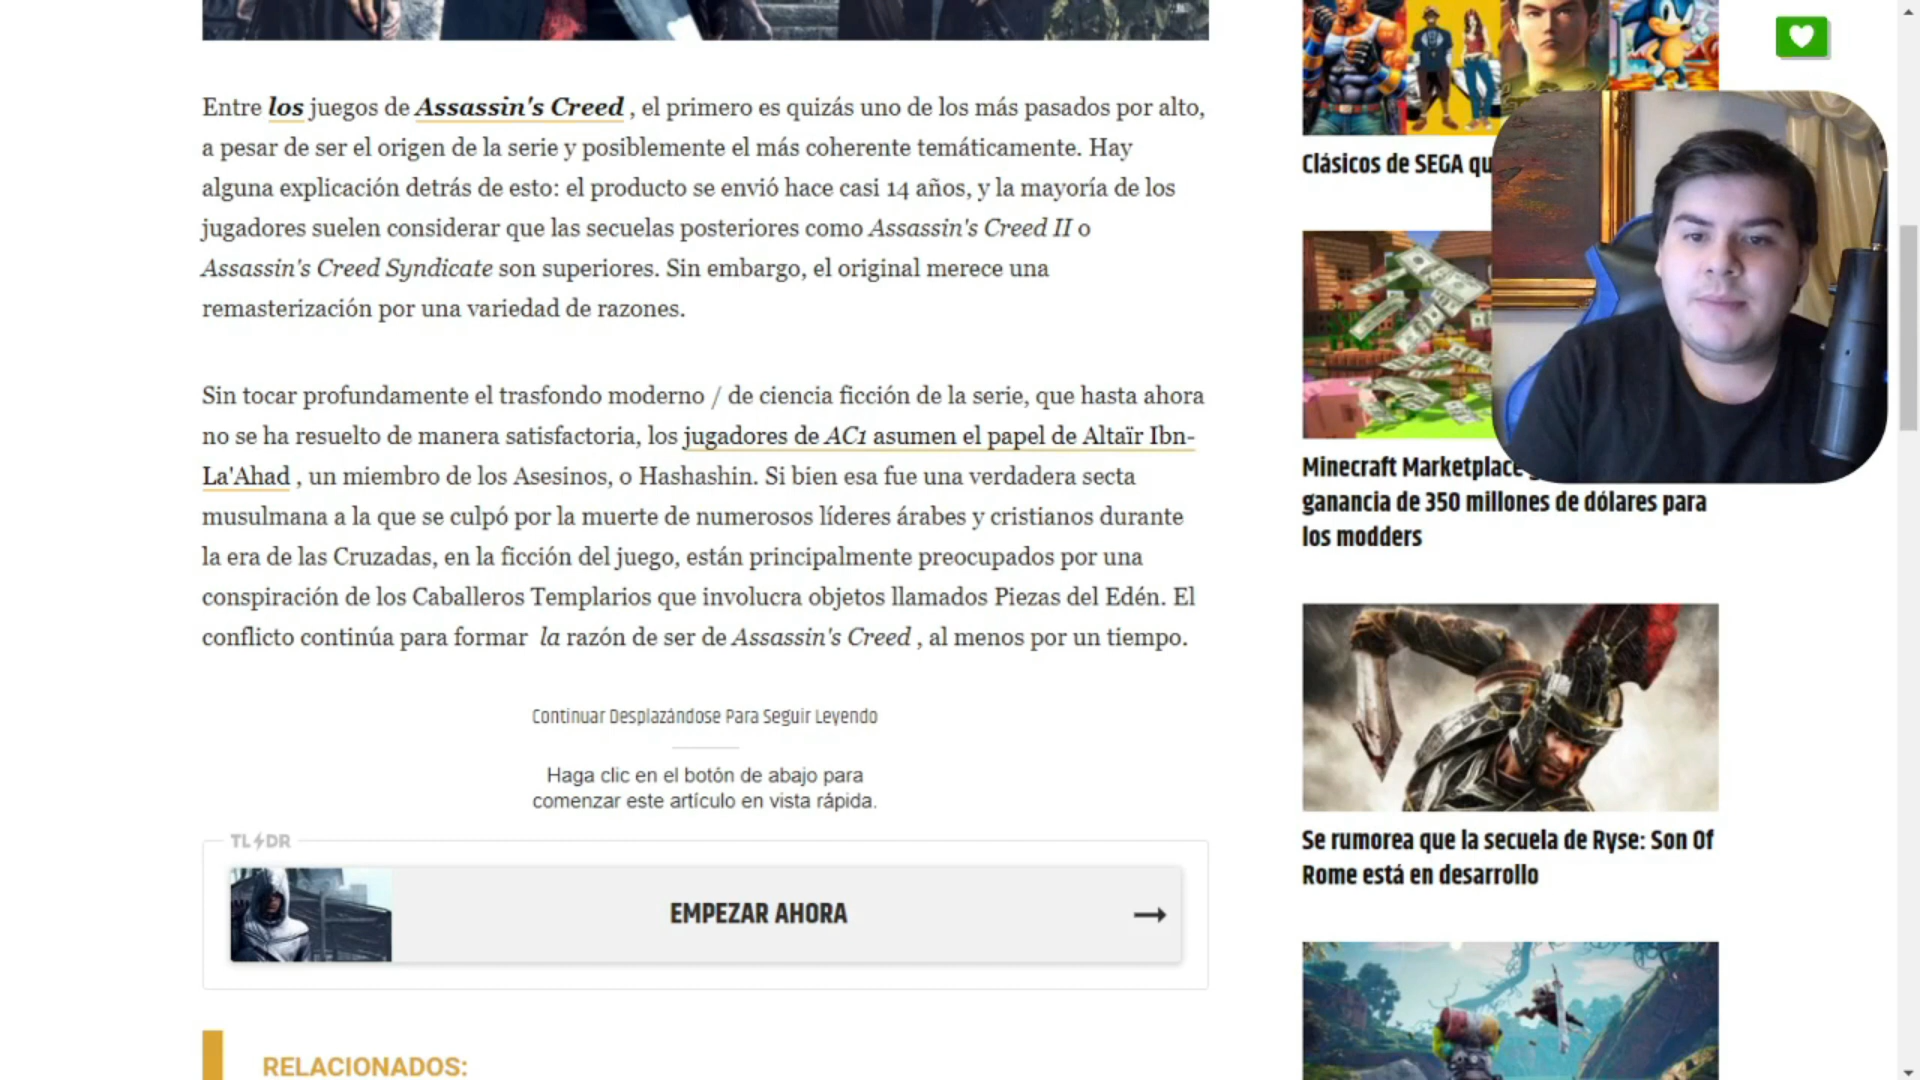 Entre los juegos de Assassin's Creed , el primero es quizás uno de los más pasados por alto,
a pesar de ser el origen de la serie y posiblemente el más coherente temáticamente. Hay
alguna explicación detrás de esto: el producto se envió hace casi 14 años, y la mayoría de los
jugadores suelen considerar que las secuelas posteriores como Assassin's Creed II o
Assassin's Creed Syndicate son superiores. Sin embargo, el original merece una
remasterización por una variedad de razones.
Sin tocar profundamente el trasfondo moderno / de ciencia ficción de la serie, que hasta ahora
no se ha resuelto de manera satisfactoria, los jugadores de AC1 asumen el papel de Altaïr Ibn-
La'Ahad , un miembro de los Asesinos, o Hashashin. Si bien esa fue una verdadera secta
musulmana a la que se culpó por la muerte de numerosos líderes árabes y cristianos durante
la era de las Cruzadas, en la ficción del juego, están principalmente preocupados por una
conspiración de los Caballeros Templarios que involucra objetos llamados Piezas del Edén. El
conflicto continúa para formar la razón de ser de Assassin's Creed , al menos por un tiempo.
Continuar Desplazándose Para Seguir Leyendo
Haga clic en el botón de abajo para
comenzar este artículo en vista rápida.
TL DR
EMPEZAR AHORA
RELACIONADOS:
Clásicos de SEGA qu
Minecraft Marketplace
ganancia de 350 millones de dólares para
los modders
Se rumorea que la secuela de Ryse: Son Of
Rome está en desarrollo